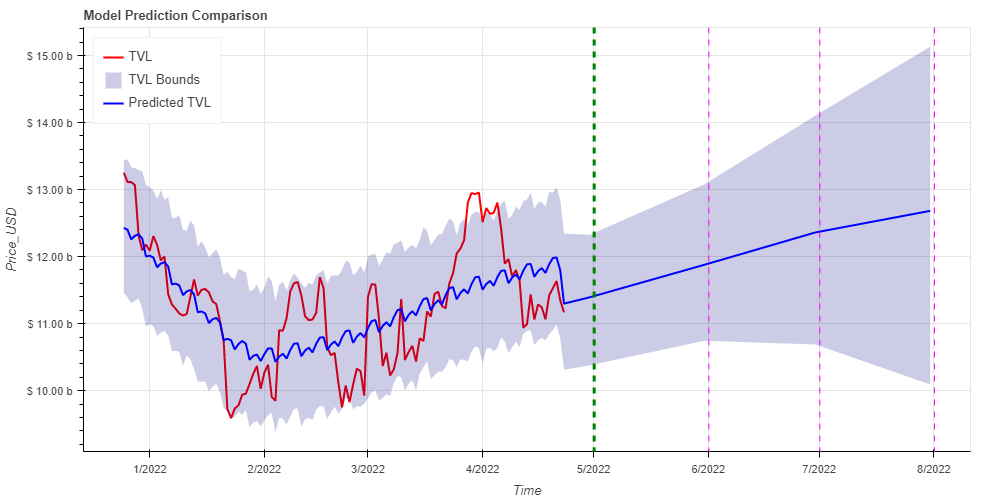 Model Prediction Comparison
TVL
TVL Bounds
Predicted TVL
Price_USD
$ 15.00 b
$ 14.00 b
$ 13.00 b
$ 12.00 b
$ 11.00 b
$ 10.00 b
1/2022 2/2022 3/2022 4/2022 5/2022 6/2022 7/2022 8/2022
Time